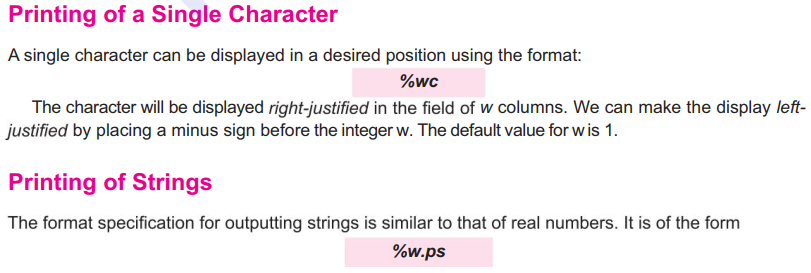 Printing of a Single Character
A single character can be displayed in a desired position using the format:
%wc
The character will be displayed right-justified in the field of w columns. We can make the display left-
justified by placing a minus sign before the integer w. The default value for w is 1.
Printing of Strings
The format specification for outputting strings is similar to that of real numbers. It is of the form
%w.ps